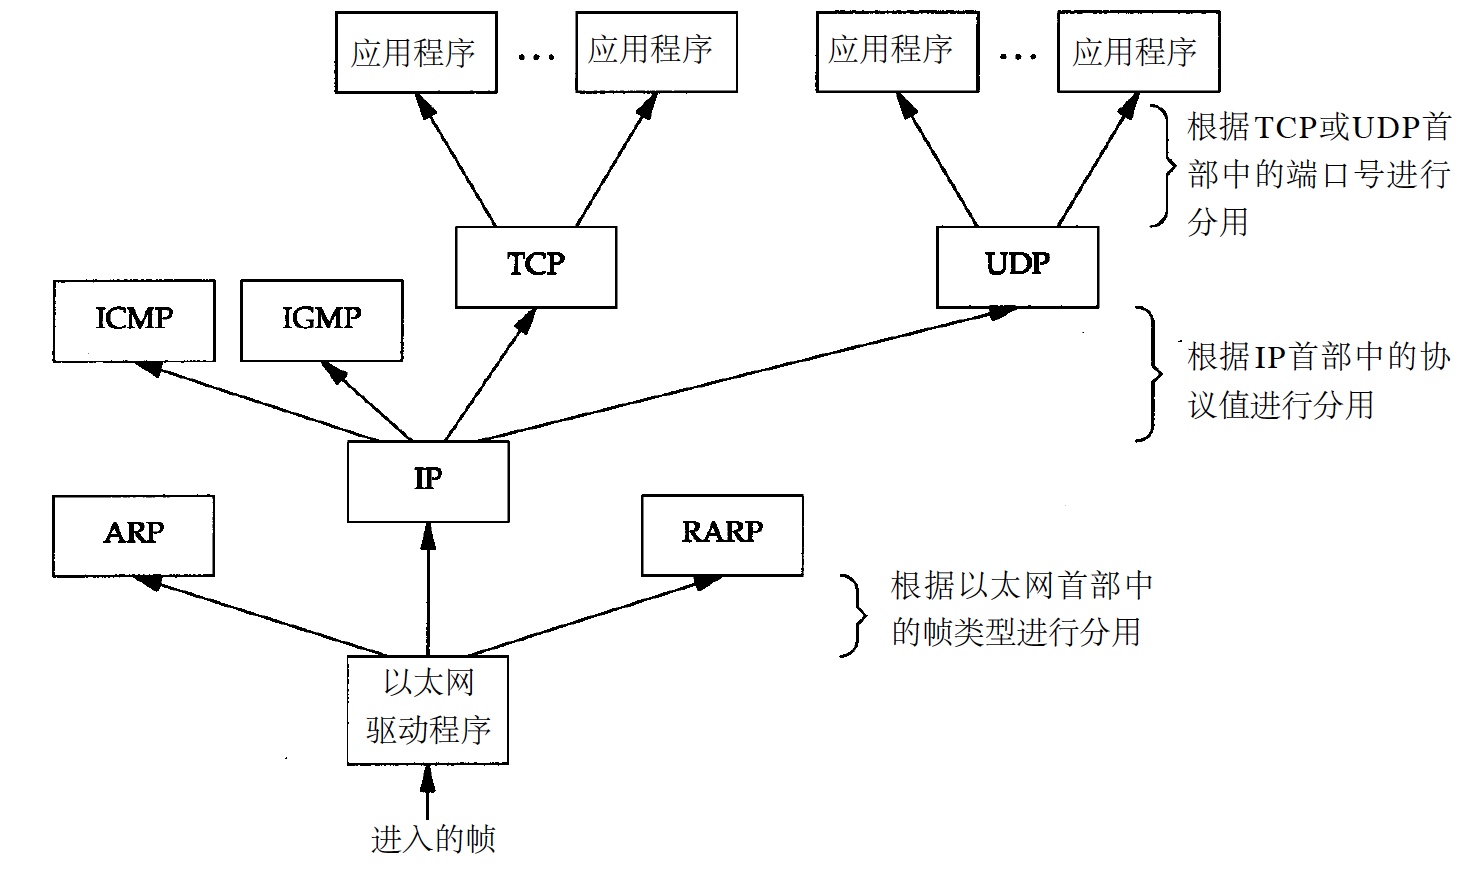 应用程序 … 应用程序 应用程序 … 应用程序
根据TCP或UDP首
部中的端口号进行
分用
TCP UDP
ICMP IGMP
根据IP首部中的协
议值进行分用
IP
ARP RARP
根据以太网首部中
的帧类型进行分用
以太网
驱动程序
进入的帧